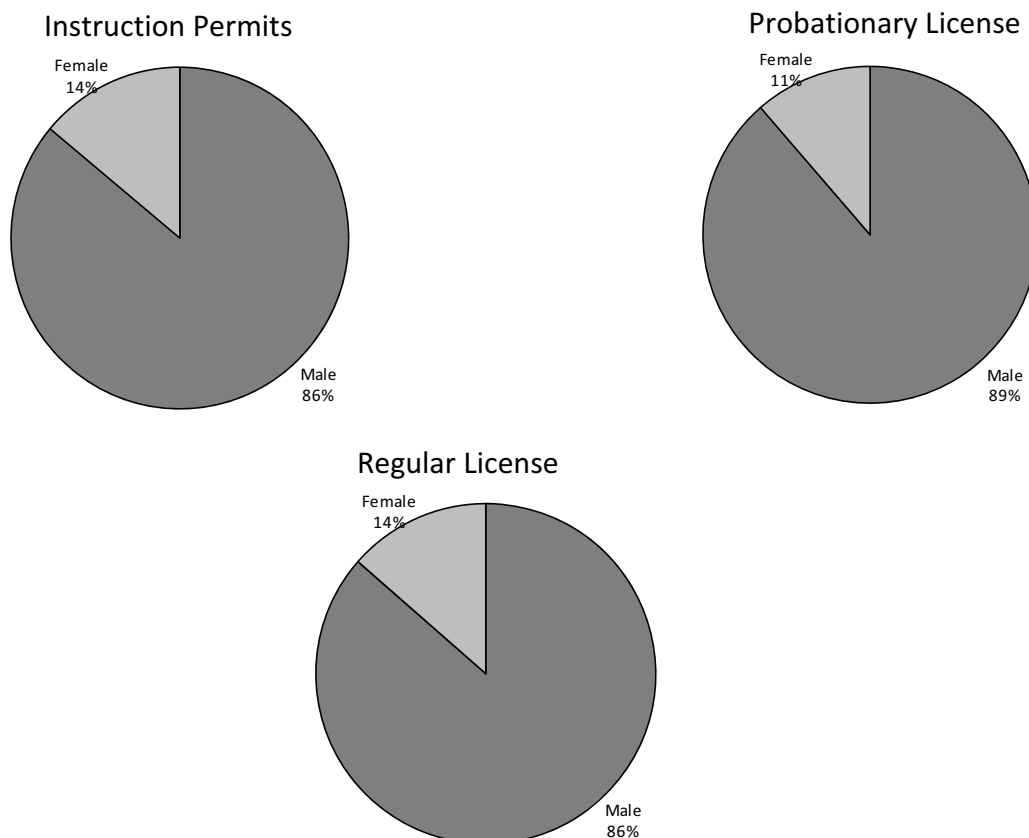 Instruction Permits
Female
14%
Male
86%
Probationary License
Female
11%
Male
89%
Regular License
Female
14%
Male
86%